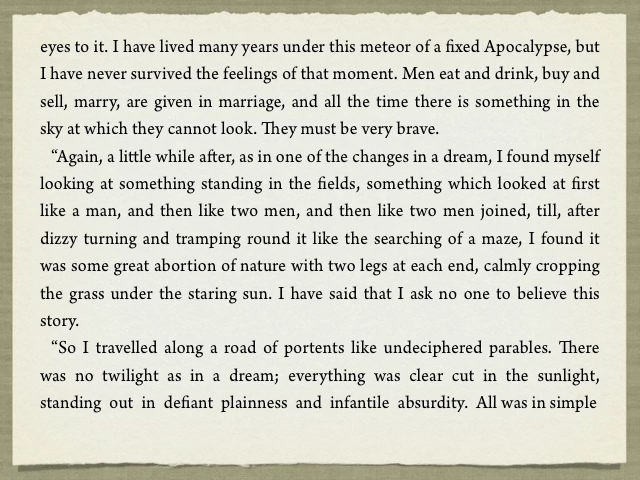 eyes to it. I have lived many years under this meteor of a fixed Apocalypse, but
I have never survived the feelings of that moment. Men eat and drink, buy and
sell, marry, are given in marriage, and all the time there is something in the
sky at which they cannot look. They must be very brave.
“Again, a little while after, as in one of the changes in a dream, I found myself
looking at something standing in the fields, something which looked at first
like a man, and then like two men, and then like two men joined, till, after
dizzy turning and tramping round it like the searching of a maze, I found it
was some great abortion of nature with two legs at each end, calmly cropping
the grass under the staring sun. I have said that I ask no one to believe this
story.
“So I travelled along a road of portents like undeciphered parables. There
was no twilight as in a dream; everything was clear cut in the sunlight,
standing out in defiant plainness and infantile absurdity. All was in simple